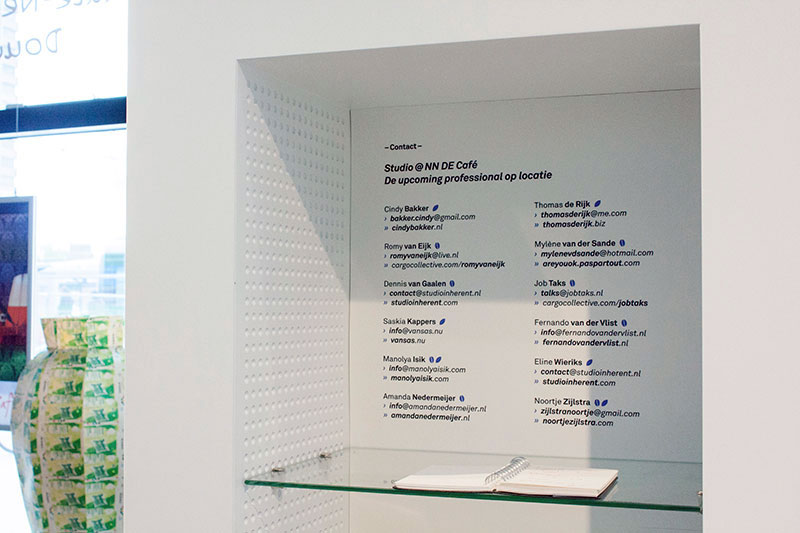 Dou
– Contact –
Studio @ NN DE Café
De upcoming professional op locatie
Cindy Bakker
› bakker.cindy@gmail.com
» cindybakker.nl
Romy van Eijk
› romyvaneijk@live.nl
» cargocollective.com/romyvaneijk
Dennis van Gaalen
› contact@studioinherent.nl
» studioinherent.com
Saskia Kappers
› info@vansas.nu
» vansas.nu
Manolya Isik
› info@manolyaisik.com
» manolyaisik.com
Amanda Nedermeijer
› info@amandanedermeijer.nl
» amandanedermeijer.nl
Thomas de Rijk
› thomasderijk@me.com
» thomasderijk.biz
Mylène van der Sande
› mylenevdsande@hotmail.com
» areyouok.paspartout.com
Job Taks
› talks@jobtaks.nl
» cargocollective.com/jobtaks
Fernando van der Vlist
› info@fernandovandervlist.nl
» fernandovandervlist.nl
Eline Wieriks
› contact@studioinherent.nl
» studioinherent.com
Noortje Zijlstra
› zijlstranoortje@gmail.com
» noortjezijlstra.com